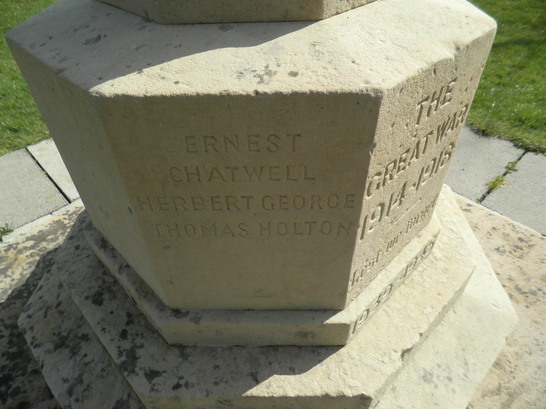 ERNEST
CHATWELL
HERBERT GEORGE
THOMAS HOLTON
THE
GREAT WAR
1914-1918